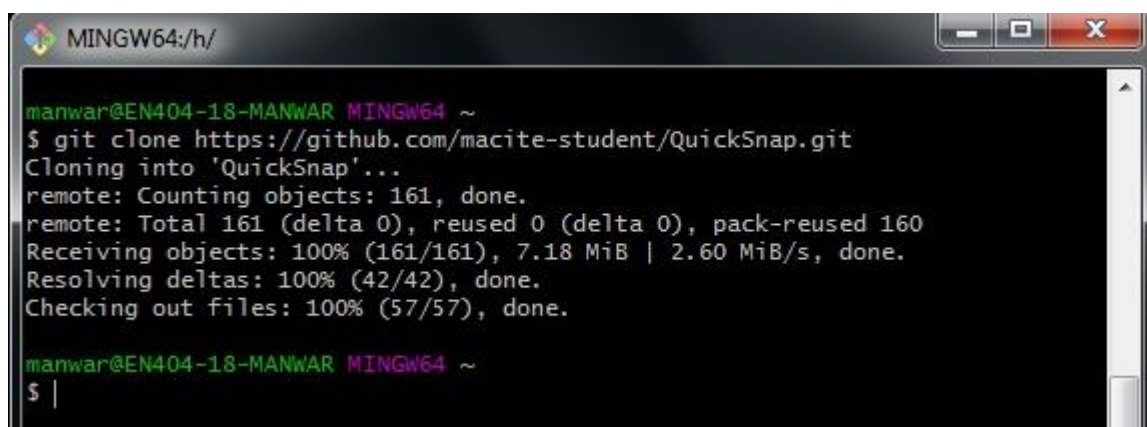 MINGW64:/h/
manwar@EN404-18-MANWAR MINGW64 ~
$ git clone https://github.com/macite-student/QuickSnap.git
Cloning into 'QuickSnap'...
remote: Counting objects: 161, done.
remote: Total 161 (delta 0), reused 0 (delta 0), pack-reused 160
Receiving objects: 100% (161/161), 7.18 MiB | 2.60 MiB/s, done.
Resolving deltas: 100% (42/42), done.
Checking out files: 100% (57/57), done.
manwar@EN404-18-MANWAR MINGW64 ~
$